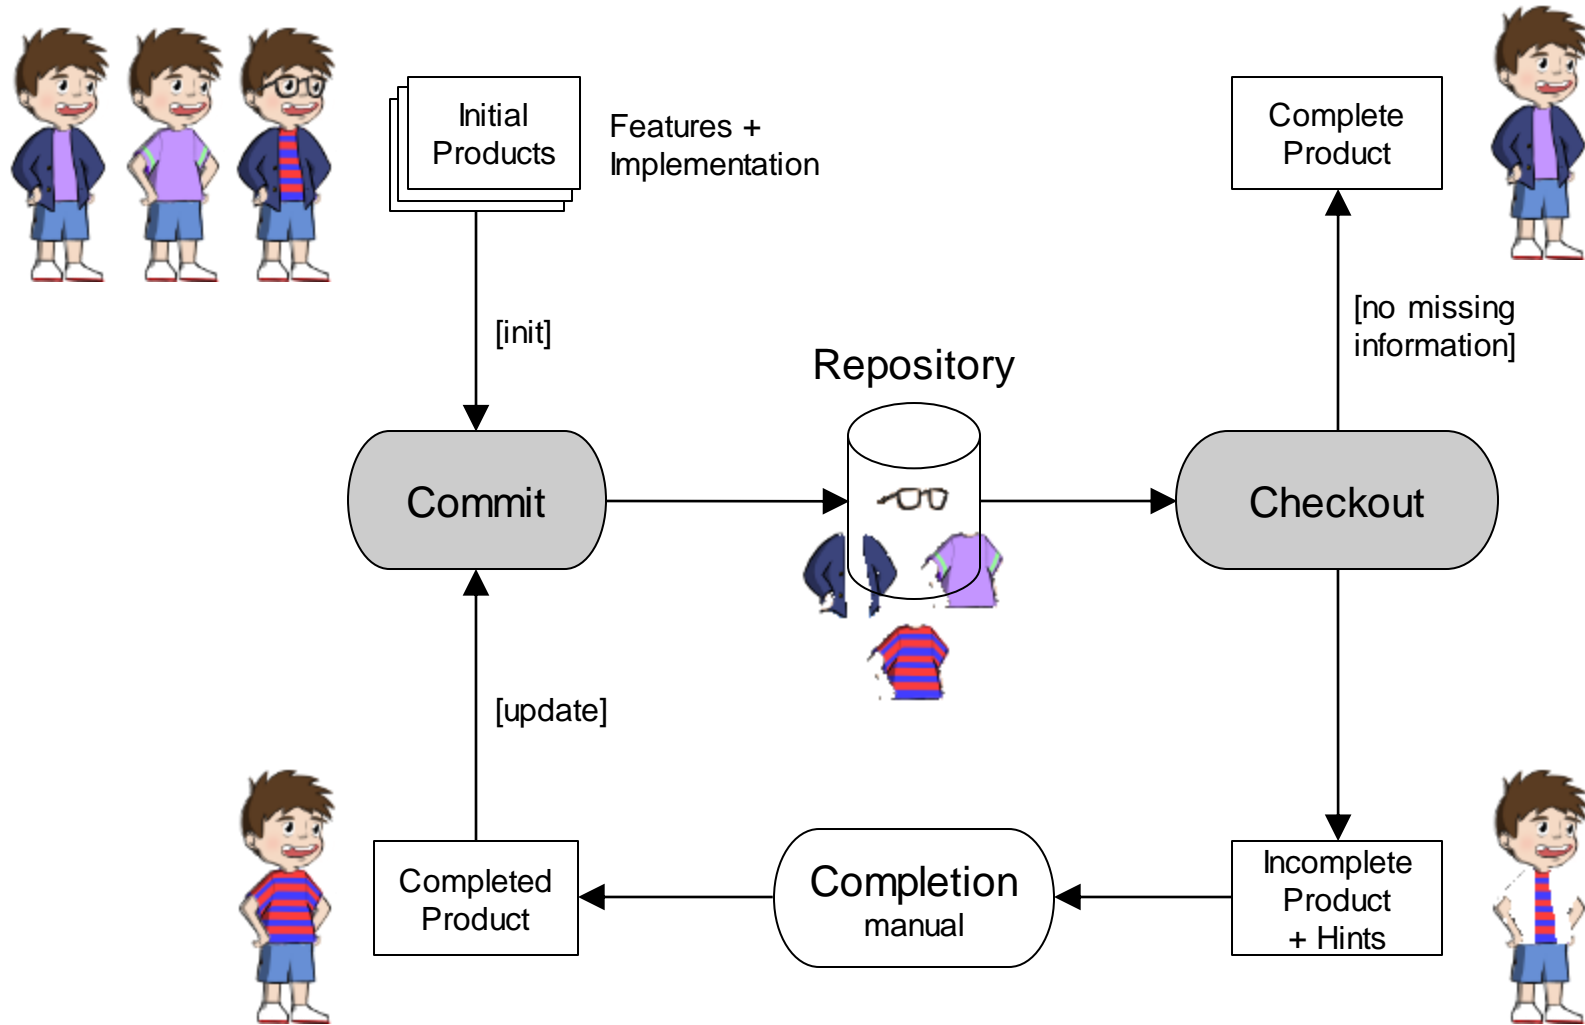 Initial
Products
Features +
Implementation
Complete
Product
[init]
[no missing
information]
Repository
Commit
Checkout
[update]
Completed
Product
Completion
manual
Incomplete
Product
+ Hints